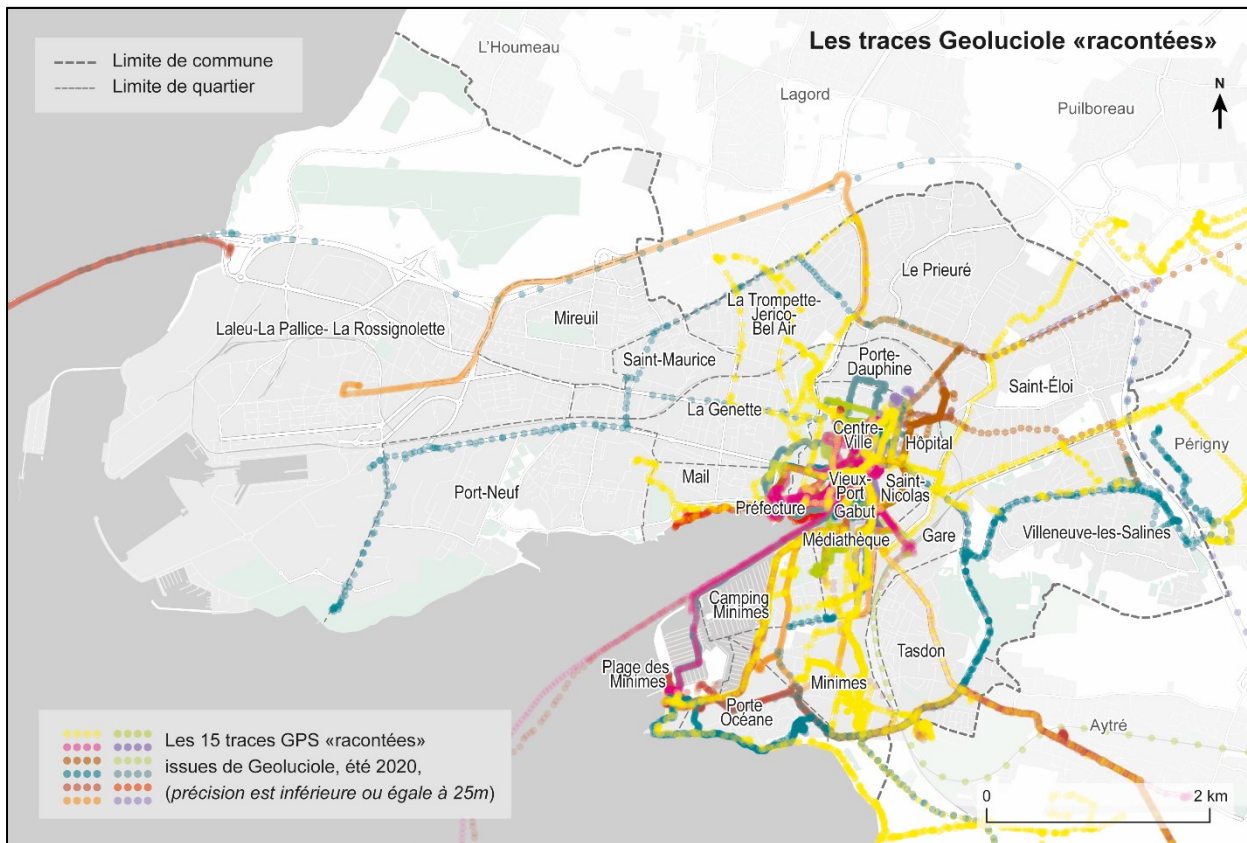 Les traces Geoluciole «racontées»
Limite de commune
Limite de quartier
L'Houmeau
Lagord
Puilboreau
N
Le Prieuré
La Trompette-
Jerico-
Bel Air
Mireuil
Laleu-La Pallice- La Rossignolette
Saint-Maurice
Porte-
Dauphine
Saint-Éloi
La Genette
Centre-
Ville
Hôpital
Périgny
Mail
Vieux-
Port
Saint-
Nicolas
Port-Neuf
Préfecture
Gabut
Gare
Villeneuve-les-Salines
Médiathèque
Camping
Minimes
Tasdon
Plage des
Minimes
Minimes
Porte
Océane
Aytré
Les 15 traces GPS «racontées»
issues de Geoluciole, été 2020,
(précision est inférieure ou égale à 25m)
0 2 km